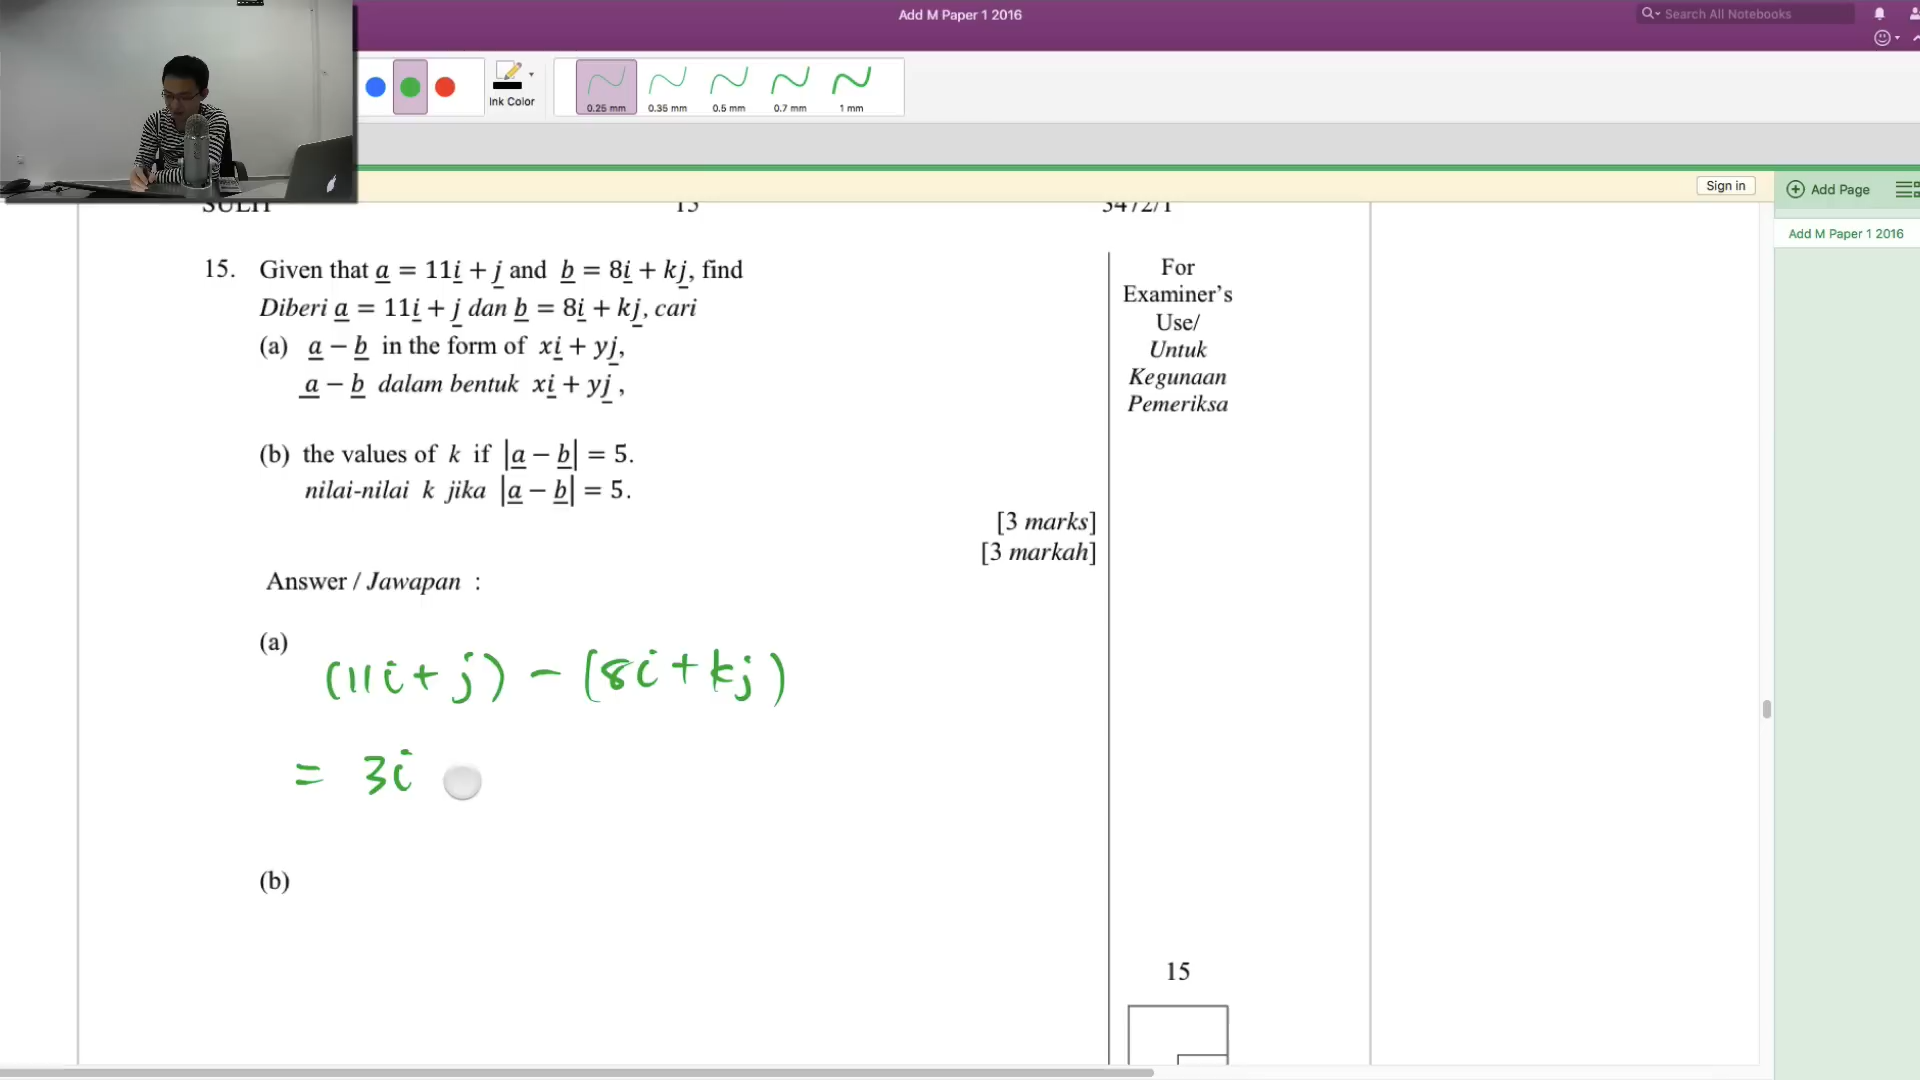 Add M Paper 1 2016
Search All Notebooks
Ink Color
0.25 mm
0.35 mm
0.5 mm
0.7 mm
1 mm
Sign in
Add Page
Add M Paper 1 2016
SULIT 15 3472/1
15. Given that a = 11i + j and b = 8i + kj, find
Diberi a = 11i + j dan b = 8i + kj, cari
(a) a − b in the form of xi + yj,
a − b dalam bentuk xi + yj ,
(b) the values of k if |a − b| = 5.
nilai-nilai k jika |a − b| = 5.
[3 marks]
[3 markah]
For
Examiner’s
Use/
Untuk
Kegunaan
Pemeriksa
Answer / Jawapan :
(a)
(11i + j) − (8i + kj)
= 3i
(b)
15